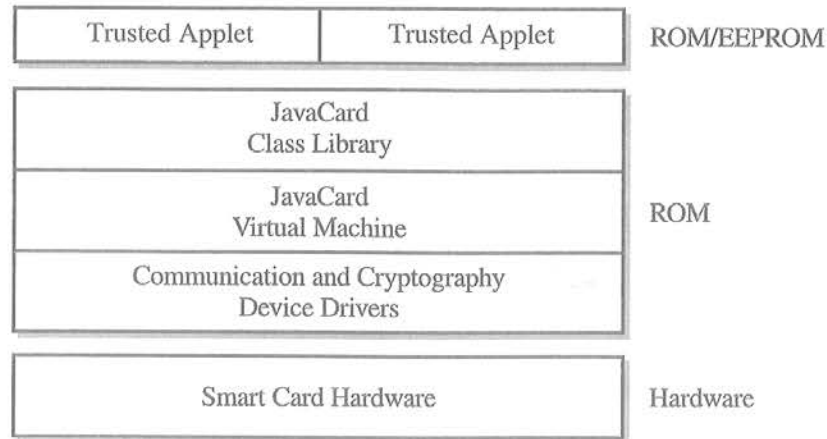 Trusted Applet Trusted Applet ROM/EEPROM
JavaCard
Class Library
JavaCard
Virtual Machine ROM
Communication and Cryptography
Device Drivers
Smart Card Hardware Hardware